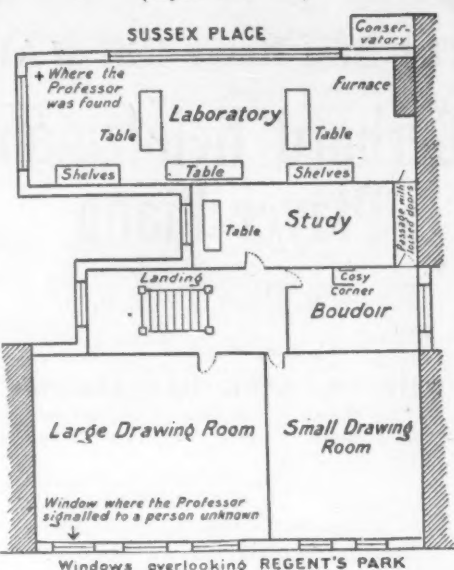 SUSSEX PLACE
Conser-
vatory
+ Where the
Professor
was found
Furnace
Laboratory
Table
Table
Shelves
Table
Shelves
Study
Table
Passage with
locked doors
Landing
Cosy
Corner
Boudoir
Large Drawing Room
Small Drawing
Room
Window where the Professor
signalled to a person unknown
Windows overlooking REGENT'S PARK